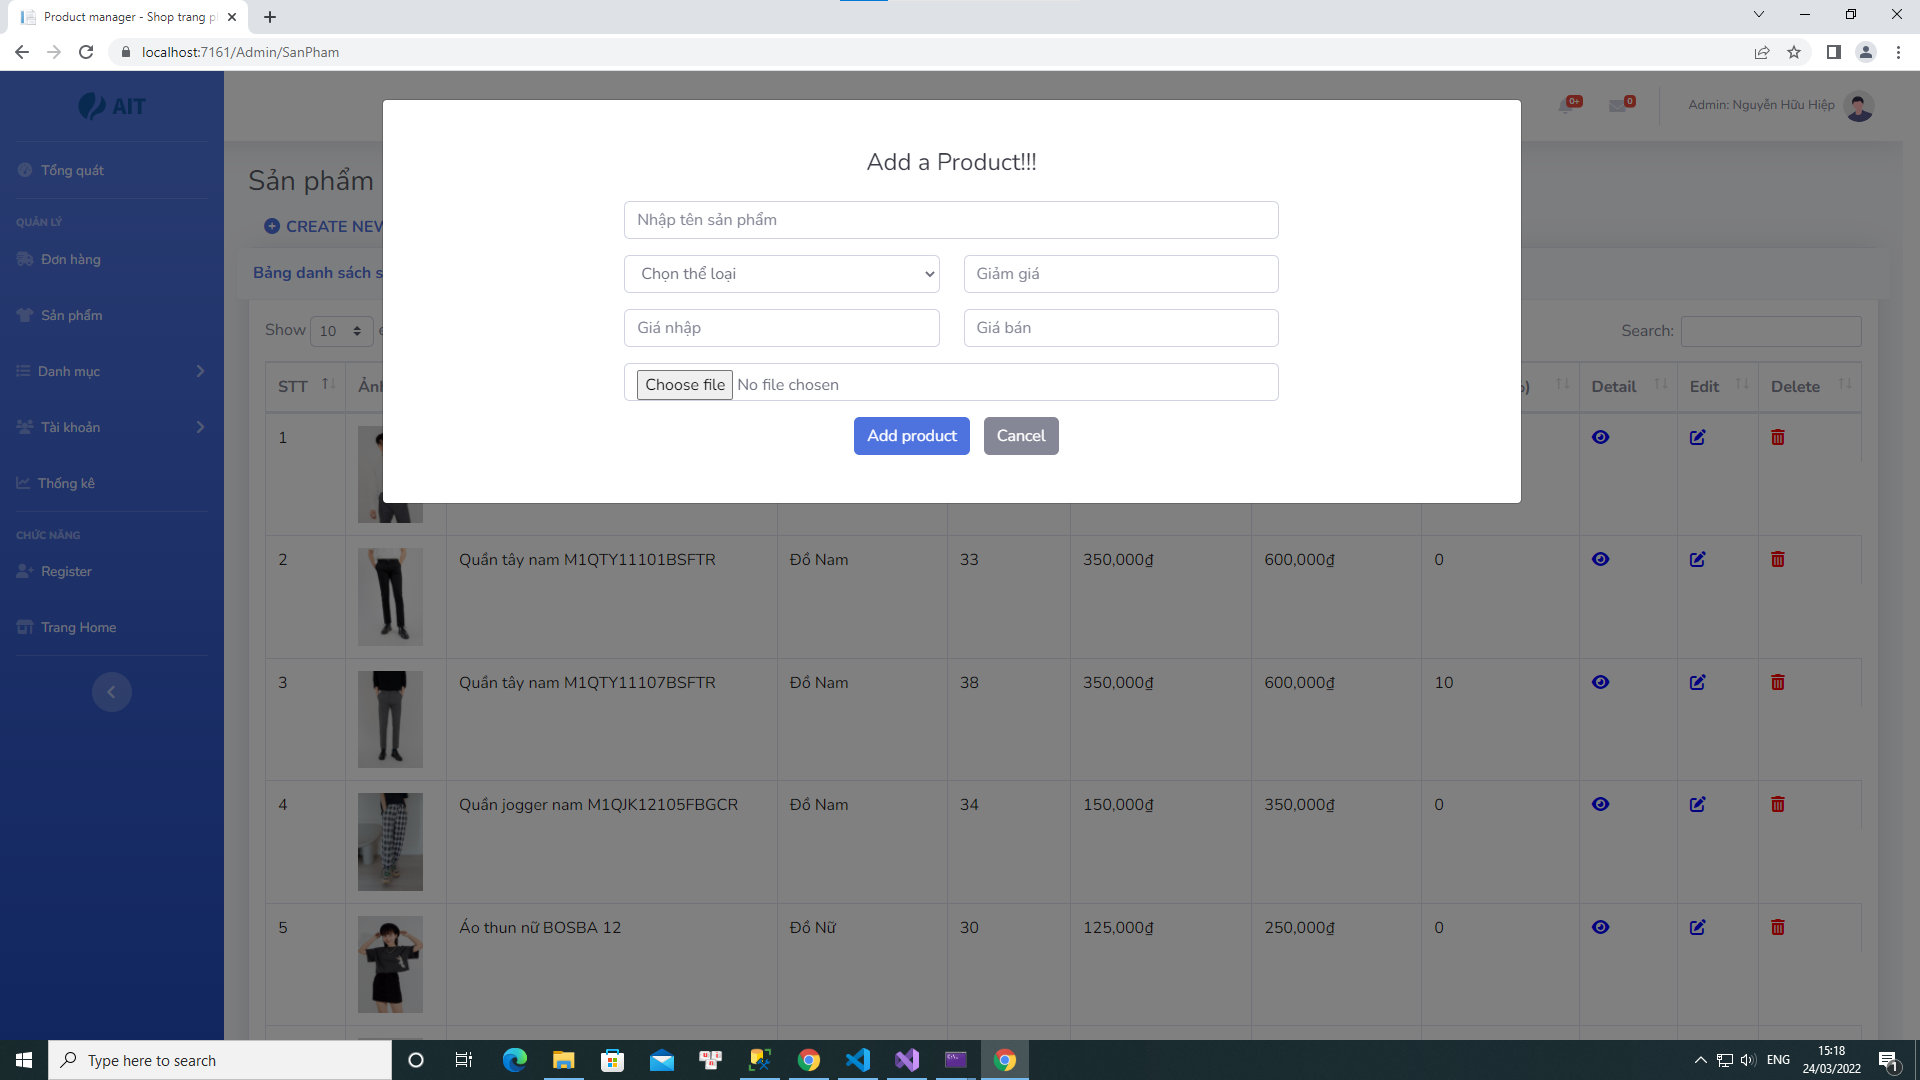 Product manager - Shop trang p
localhost:7161/Admin/SanPham
AIT
Tổng quát
QUẢN LÝ
Đơn hàng
Sản phẩm
Danh mục
Tài khoản
Thống kê
CHỨC NĂNG
Register
Trang Home
0+
0
Admin: Nguyễn Hữu Hiệp
Sản phẩm
CREATE NEW
Bảng danh sách s
Show 10 e
Search:
Add a Product!!!
Nhập tên sản phẩm
Chọn thể loại
Giảm giá
Giá nhập
Giá bán
Choose file No file chosen
Add product
Cancel
STT Ảnh Detail Edit Delete
1
2 Quần tây nam M1QTY11101BSFTR Đồ Nam 33 350,000₫ 600,000₫ 0
3 Quần tây nam M1QTY11107BSFTR Đồ Nam 38 350,000₫ 600,000₫ 10
4 Quần jogger nam M1QJK12105FBGCR Đồ Nam 34 150,000₫ 350,000₫ 0
5 Áo thun nữ BOSBA 12 Đồ Nữ 30 125,000₫ 250,000₫ 0
Type here to search
ENG
15:18
24/03/2022
1